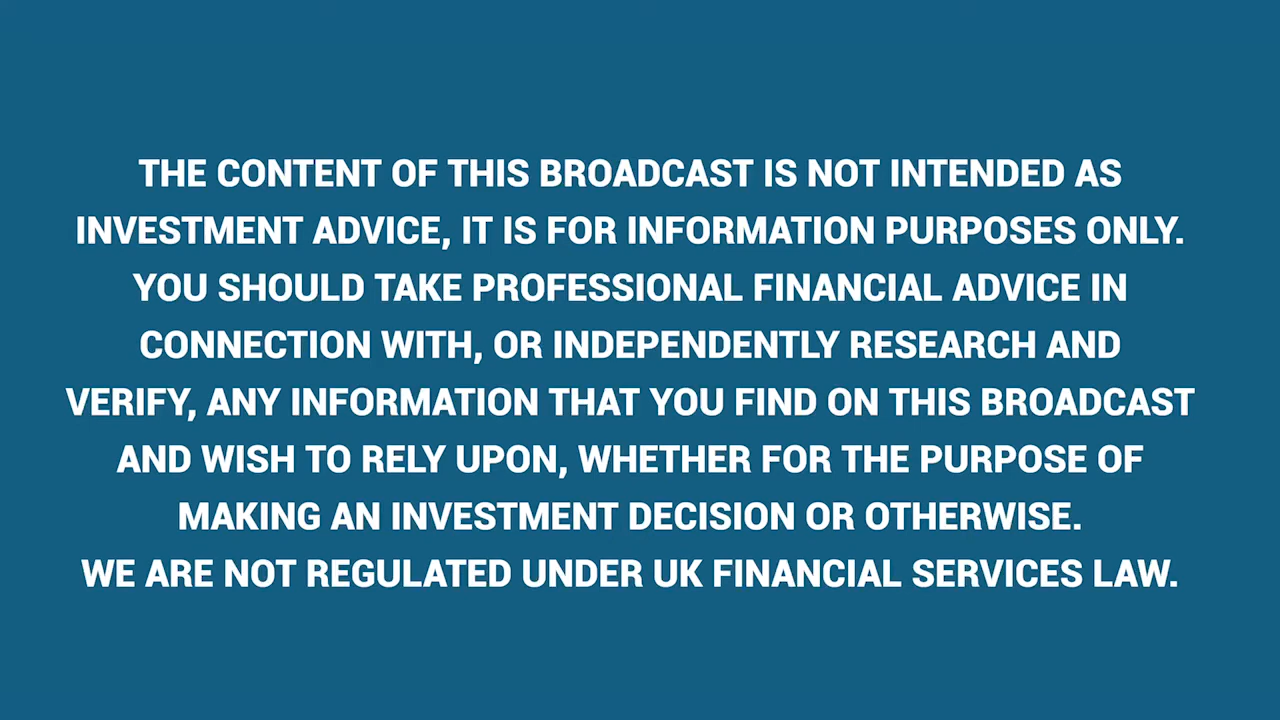 THE CONTENT OF THIS BROADCAST IS NOT INTENDED AS
INVESTMENT ADVICE, IT IS FOR INFORMATION PURPOSES ONLY.
YOU SHOULD TAKE PROFESSIONAL FINANCIAL ADVICE IN
CONNECTION WITH, OR INDEPENDENTLY RESEARCH AND
VERIFY, ANY INFORMATION THAT YOU FIND ON THIS BROADCAST
AND WISH TO RELY UPON, WHETHER FOR THE PURPOSE OF
MAKING AN INVESTMENT DECISION OR OTHERWISE.
WE ARE NOT REGULATED UNDER UK FINANCIAL SERVICES LAW.